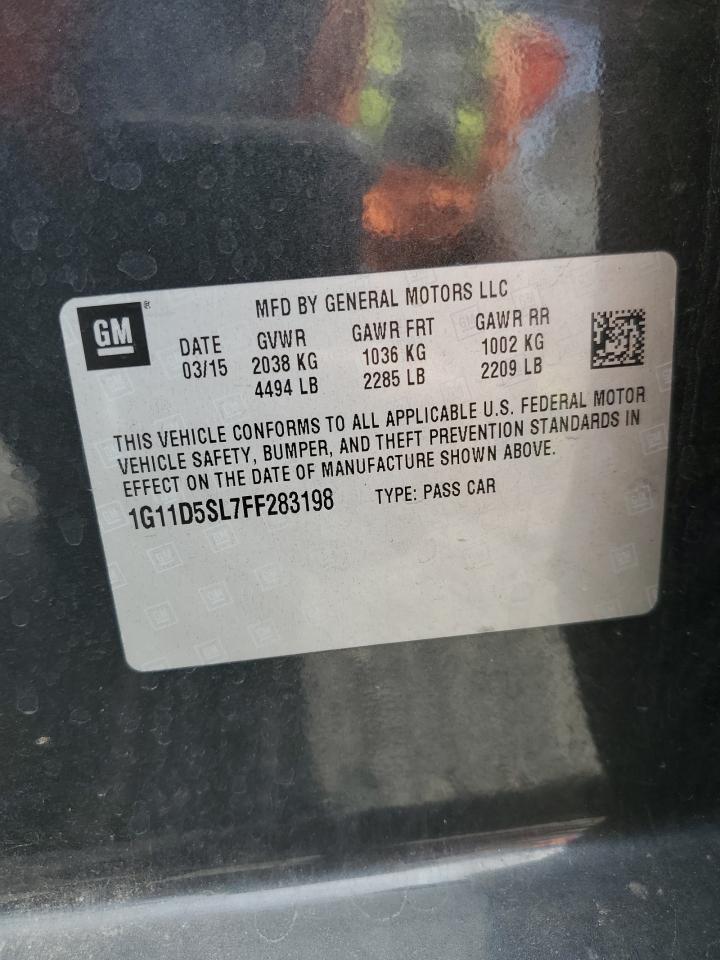 GM ® MFD BY GENERAL MOTORS LLC
DATE GVWR GAWR FRT GAWR RR
03/15 2038 KG 1036 KG 1002 KG
4494 LB 2285 LB 2209 LB
THIS VEHICLE CONFORMS TO ALL APPLICABLE U.S. FEDERAL MOTOR
VEHICLE SAFETY, BUMPER, AND THEFT PREVENTION STANDARDS IN
EFFECT ON THE DATE OF MANUFACTURE SHOWN ABOVE.
1G11D5SL7FF283198 TYPE: PASS CAR